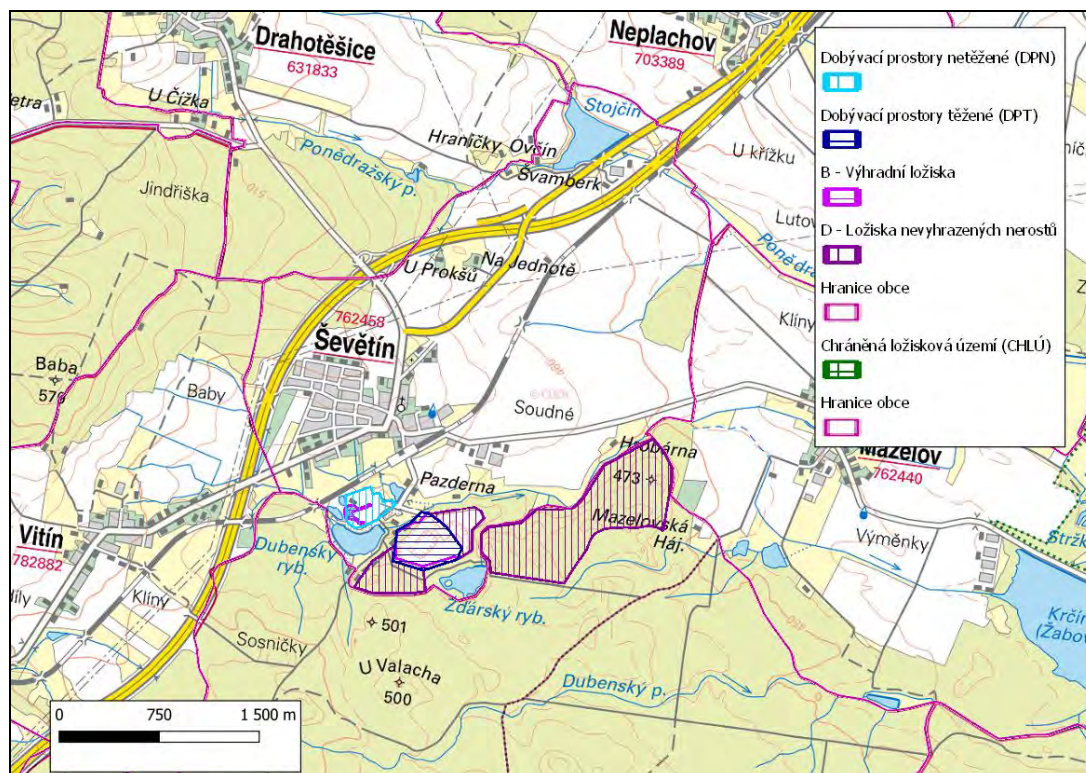 Drahotěšice
631833
Neplachov
703389
U Čížka
Stojčín
Hraničky
Ovčín
Švamberk
U křížku
Ponědražský p.
Jindřiška
510
Na Jednotě
U Prokšů
762458
Ševětín
Klíny
460
Baba
Baby
Soudné
Hrobárna
473
Mazelov
762440
Pazderna
Mazelovská
Háj.
Výměnky
Vitín
782882
Dubenský
ryb.
Klíny
Žďárský ryb.
501
Sosničky
U Valacha
500
Dubenský p.
0 750 1 500 m
Dobývací prostory netěžené (DPN)
Dobývací prostory těžené (DPT)
B - Výhradní ložiska
D - Ložiska nevyhrazených nerostů
Hranice obce
Chráněná ložisková území (CHLÚ)
Hranice obce